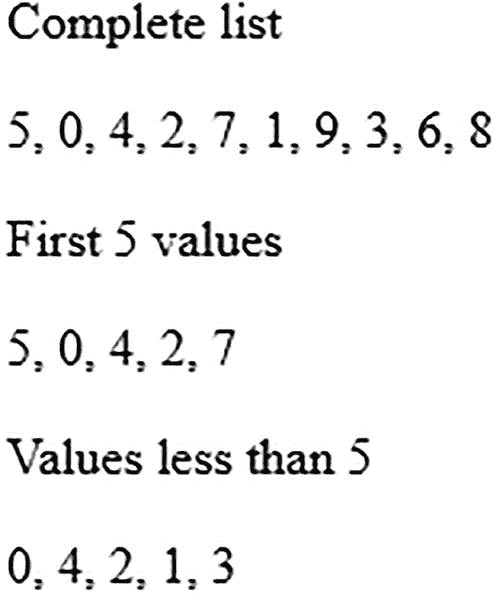 Complete list
5, 0, 4, 2, 7, 1, 9, 3, 6, 8
First 5 values
5, 0, 4, 2, 7
Values less than 5
0, 4, 2, 1, 3